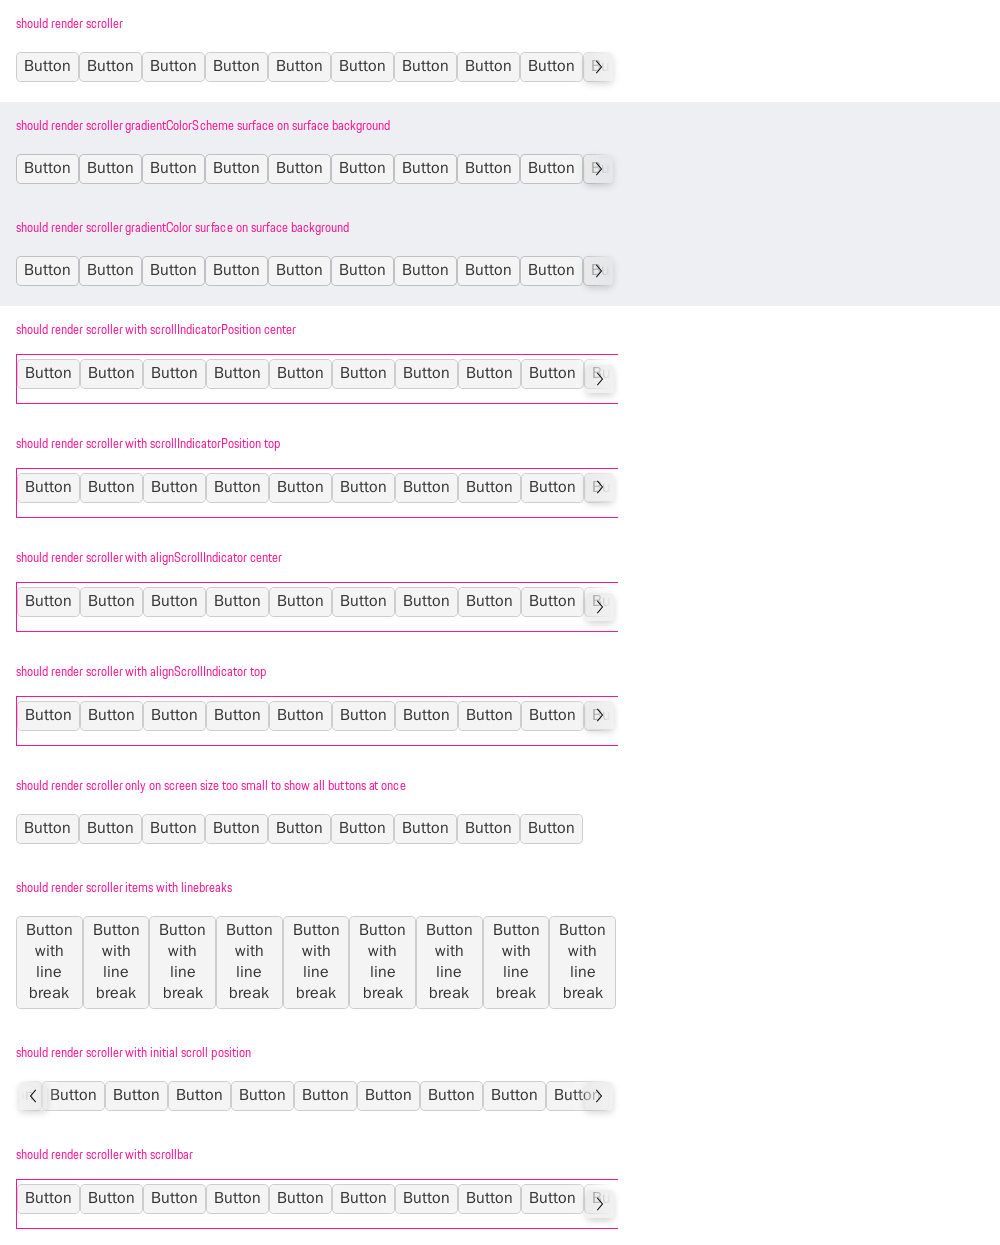 should render scroller
Button Button Button Button Button Button Button Button Button Bu
should render scroller gradientColorScheme surface on surface background
Button Button Button Button Button Button Button Button Button Bu
should render scroller gradientColor surface on surface background
Button Button Button Button Button Button Button Button Button Bu
should render scroller with scrollIndicatorPosition center
Button Button Button Button Button Button Button Button Button Bu
should render scroller with scrollIndicatorPosition top
Button Button Button Button Button Button Button Button Button Bu
should render scroller with alignScrollIndicator center
Button Button Button Button Button Button Button Button Button Bu
should render scroller with alignScrollIndicator top
Button Button Button Button Button Button Button Button Button Bu
should render scroller only on screen size too small to show all buttons at once
Button Button Button Button Button Button Button Button Button
should render scroller items with linebreaks
Button Button Button Button Button Button Button Button Button
with with with with with with with with with
line line line line line line line line line
break break break break break break break break break
should render scroller with initial scroll position
Button Button Button Button Button Button Button Button Button
should render scroller with scrollbar
Button Button Button Button Button Button Button Button Button Bu